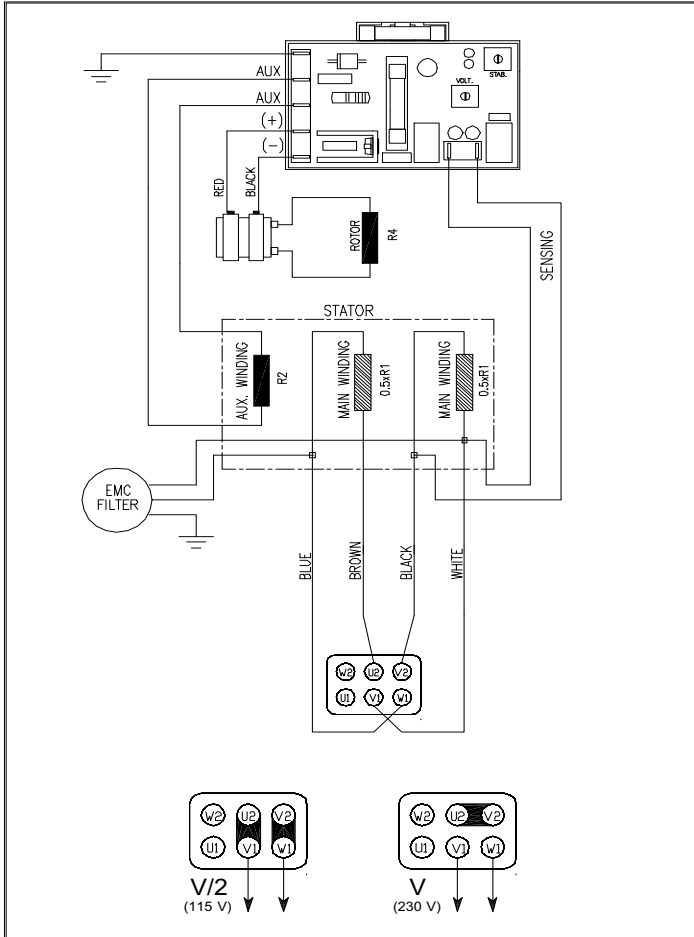 STAB.
VOLT.
AUX
AUX
(+)
(-)
RED
BLACK
ROTOR
R4
SENSING
STATOR
AUX. WINDING
R2
MAIN WINDING
0.5xR1
MAIN WINDING
0.5xR1
EMC
FILTER
BLUE
BROWN
BLACK
WHITE
W2 U2 V2
U1 V1 W1
W2 U2 V2
U1 V1 W1
V/2
(115 V)
W2 U2 V2
U1 V1 W1
V
(230 V)